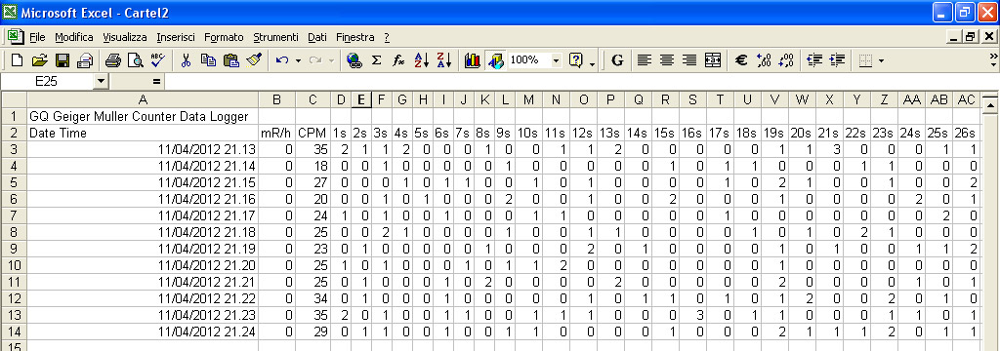 Microsoft Excel - Cartel2
File Modifica Visualizza Inserisci Formato Strumenti Dati Finestra ?
100% G €
E25 =
A B C D E F G H I J K L M N O P Q R S T U V W X Y Z AA AB AC
1 GQ Geiger Muller Counter Data Logger
2 Date Time mR/h CPM 1s 2s 3s 4s 5s 6s 7s 8s 9s 10s 11s 12s 13s 14s 15s 16s 17s 18s 19s 20s 21s 22s 23s 24s 25s 26s
3 11/04/2012 21.13 0 35 2 1 1 2 0 0 0 1 0 0 1 1 2 0 0 0 0 0 1 1 3 0 0 0 1 1
4 11/04/2012 21.14 0 18 0 0 1 0 0 0 0 0 1 0 0 0 0 0 1 0 1 1 0 0 0 1 1 0 0 0
5 11/04/2012 21.15 0 27 0 0 0 1 0 1 1 0 0 1 0 1 1 0 0 0 0 1 2 1 0 0 1 0 0 2
6 11/04/2012 21.16 0 20 0 0 1 0 1 0 0 0 2 0 0 1 0 0 2 0 0 0 1 0 0 0 0 2 0 1
7 11/04/2012 21.17 0 24 1 0 1 0 0 1 0 0 0 1 1 0 0 0 0 0 1 0 0 0 0 0 0 0 2 0
8 11/04/2012 21.18 0 25 0 0 2 1 0 0 0 0 1 0 0 1 1 0 0 0 1 1 0 1 0 2 1 0 0 0
9 11/04/2012 21.19 0 23 0 1 0 0 0 0 0 1 0 0 0 2 0 1 0 0 0 0 1 0 0 0 0 1 1 2
10 11/04/2012 21.20 0 25 1 0 1 0 0 0 1 0 1 1 2 0 0 0 0 0 0 0 1 0 0 0 0 0 0 0
11 11/04/2012 21.21 0 25 0 1 0 0 0 1 0 2 0 0 0 0 2 0 0 0 0 0 2 0 0 0 1 0 1 1
12 11/04/2012 21.22 0 34 0 1 0 0 0 1 0 0 0 0 0 1 0 0 1 0 1 1 0 2 0 0 2 0 1 0
13 11/04/2012 21.23 0 35 2 0 1 0 0 1 1 0 0 1 1 1 0 0 0 3 0 1 0 0 0 0 1 1 0 1
14 11/04/2012 21.24 0 29 0 1 1 0 0 1 0 1 1 0 0 0 1 0 0 0 0 0 0 2 1 1 2 0 1 1
15